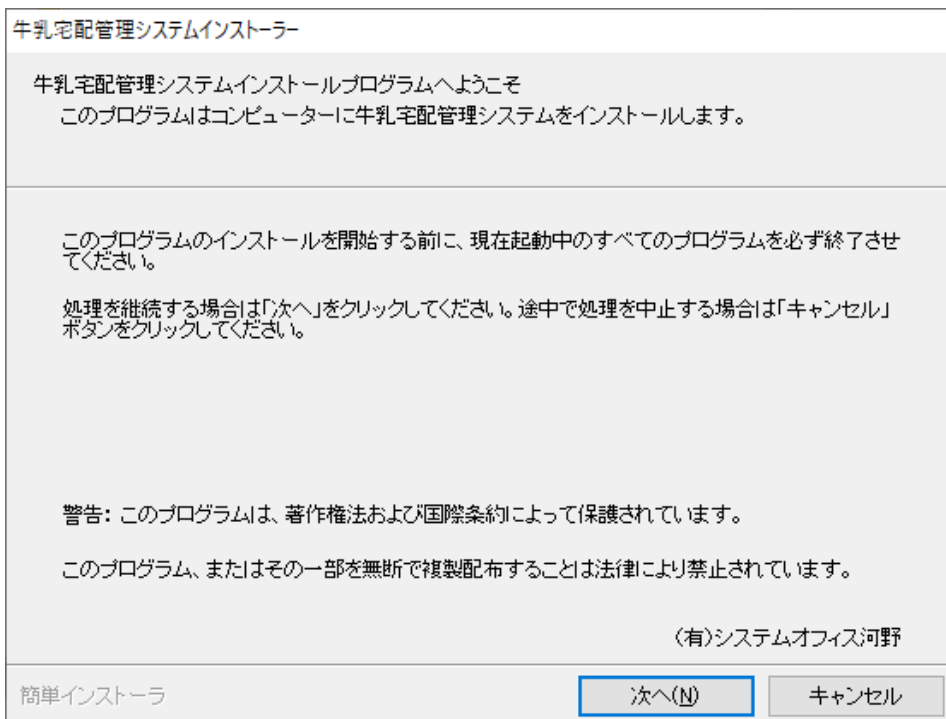 牛乳宅配管理システムインストーラー
牛乳宅配管理システムインストールプログラムへようこそ
このプログラムはコンピューターに牛乳宅配管理システムをインストールします。
このプログラムのインストールを開始する前に、現在起動中のすべてのプログラムを必ず終了させ
てください。
処理を継続する場合は「次へ」をクリックしてください。途中で処理を中止する場合は「キャンセル」
ボタンをクリックしてください。
警告: このプログラムは、著作権法および国際条約によって保護されています。
このプログラム、またはその一部を無断で複製配布することは法律により禁止されています。
(有)システムオフィス河野
簡単インストーラ
次へ(N)
キャンセル